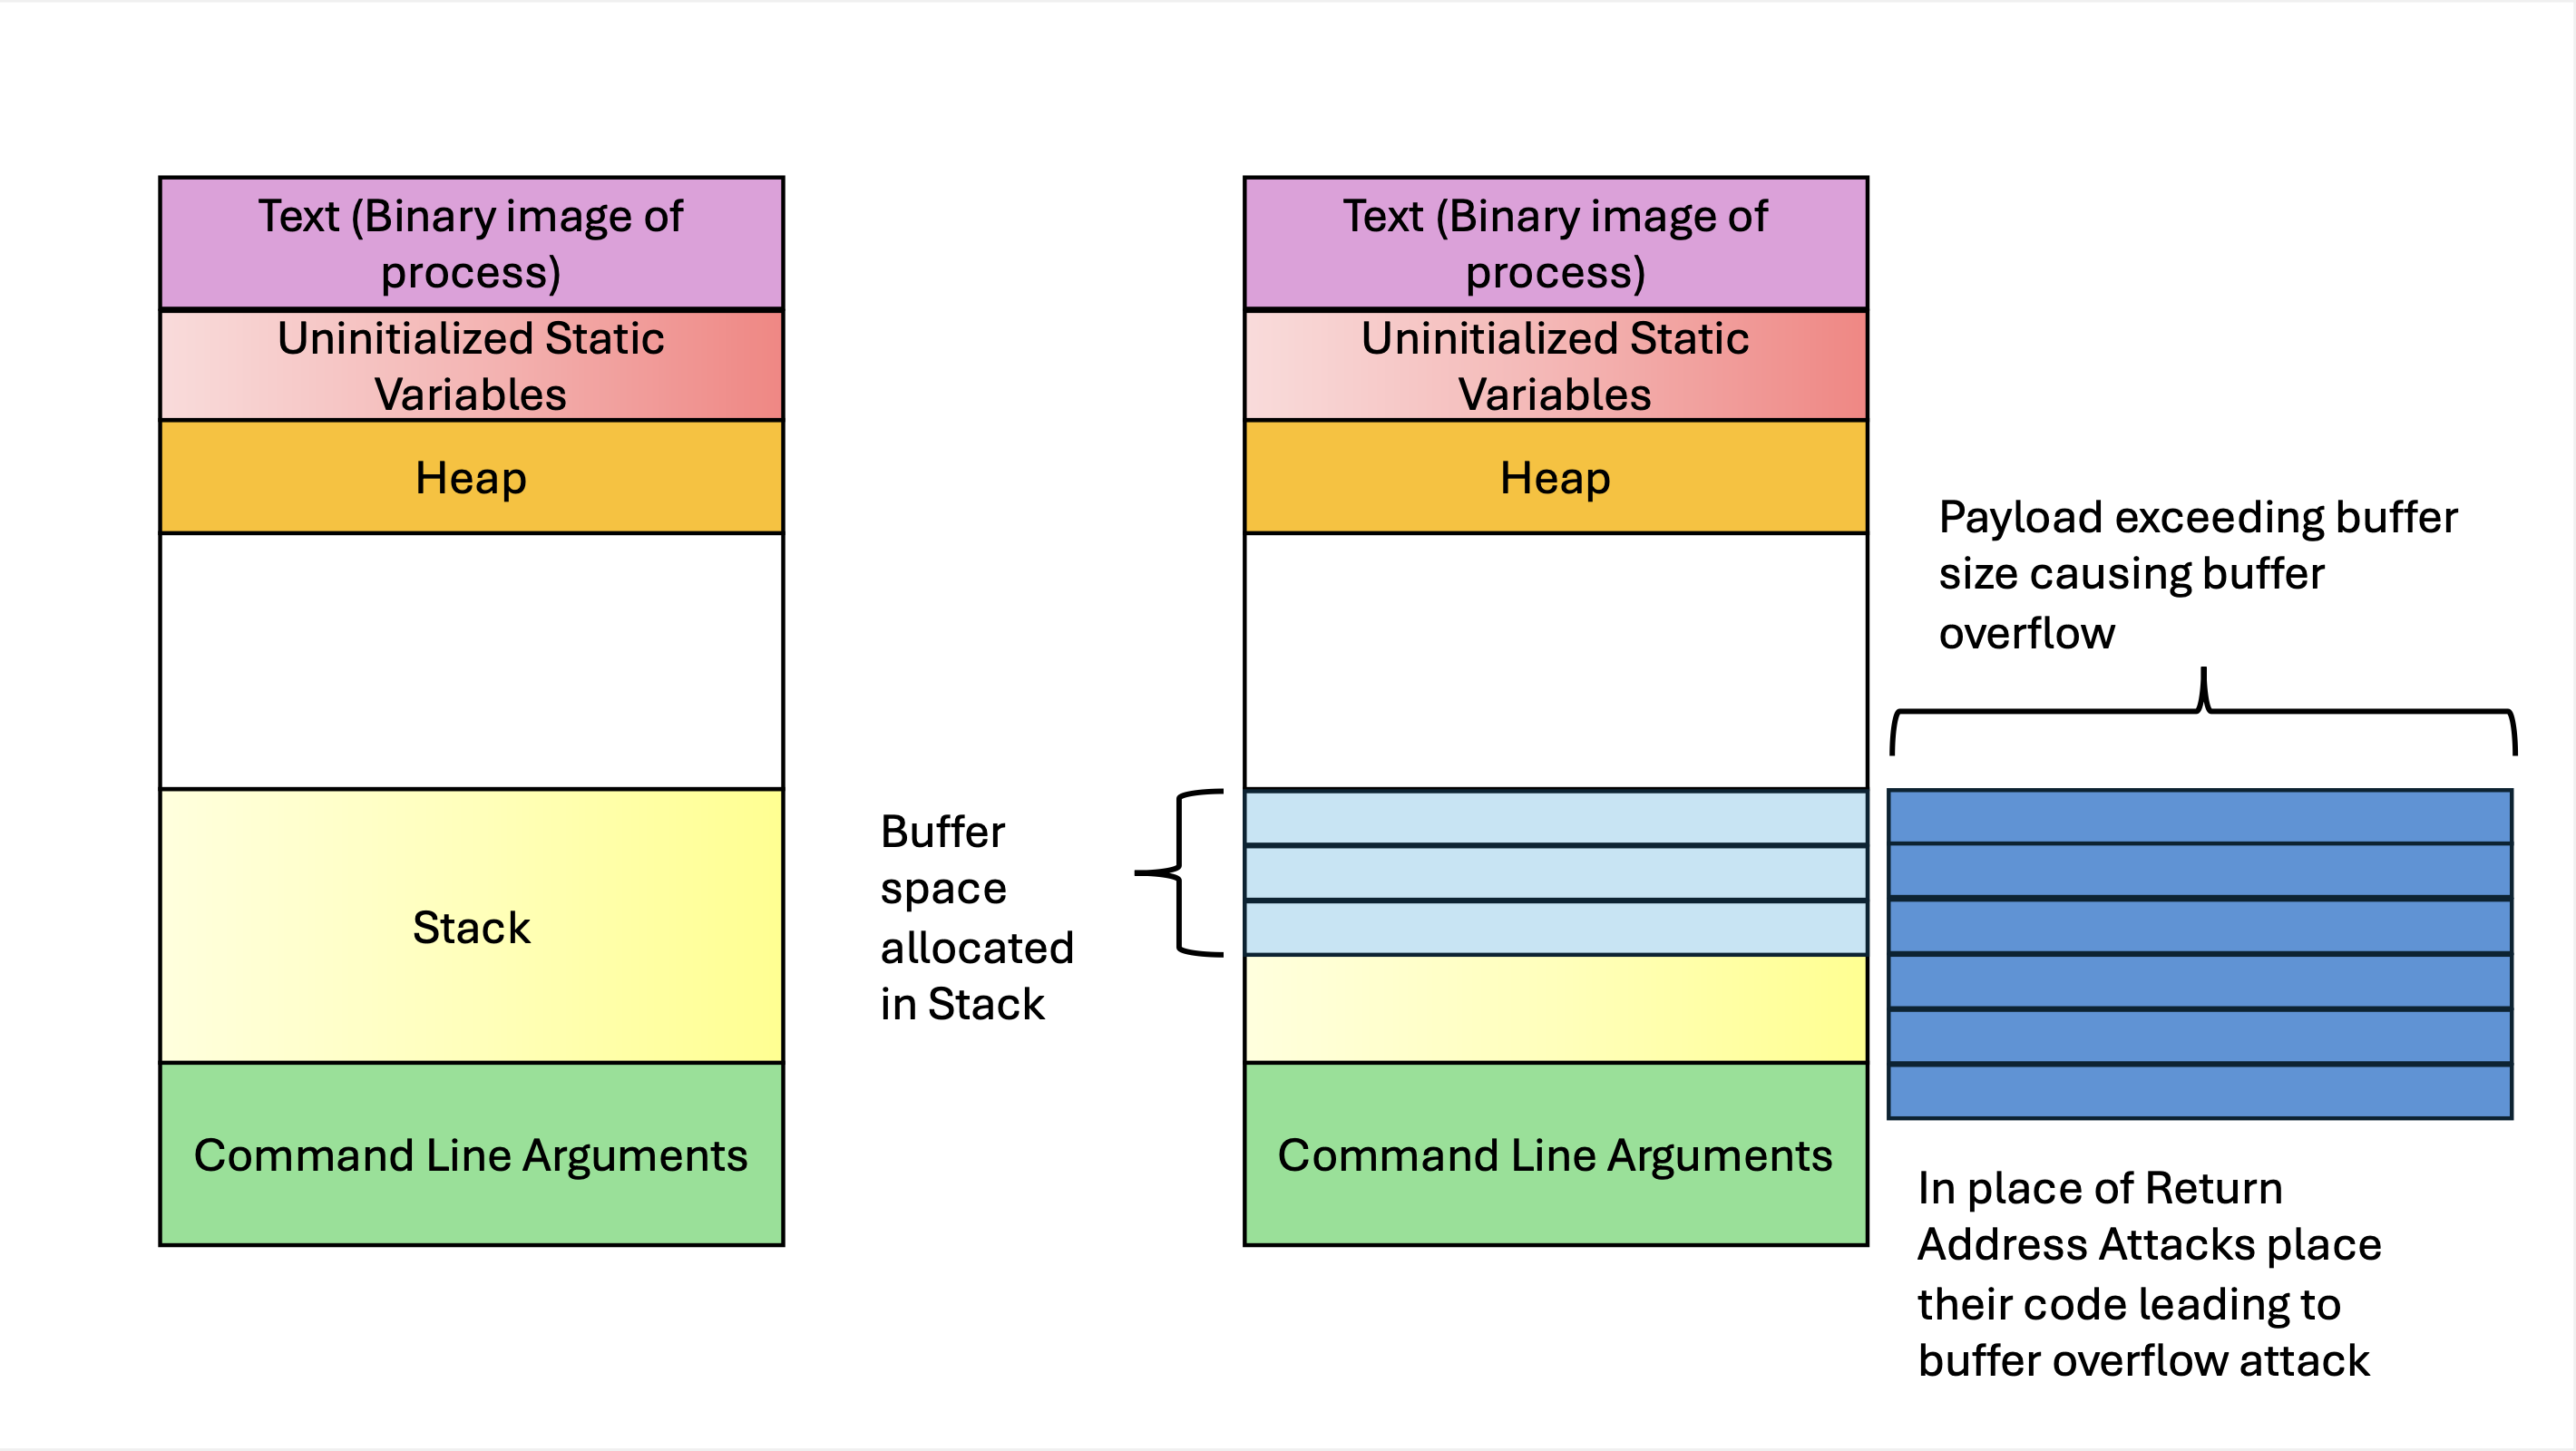 Text (Binary image of
process)
Uninitialized Static
Variables
Heap
Stack
Command Line Arguments
Buffer
space
allocated
in Stack
Text (Binary image of
process)
Uninitialized Static
Variables
Heap
Command Line Arguments
Payload exceeding buffer
size causing buffer
overflow
In place of Return
Address Attacks place
their code leading to
buffer overflow attack